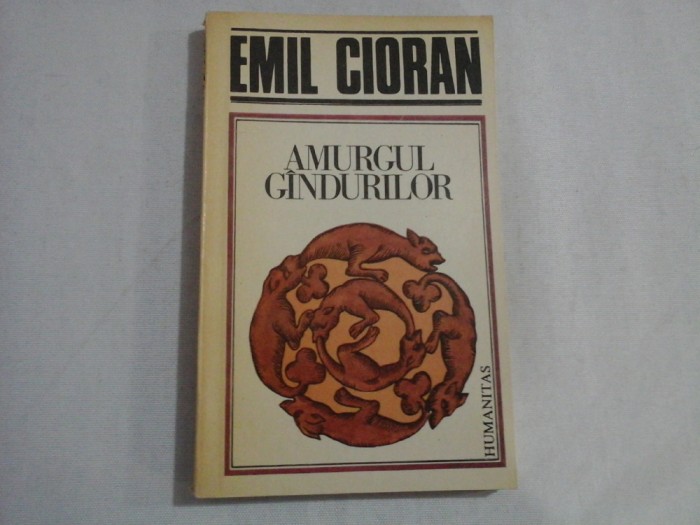 EMIL CIORAN
AMURGUL
GÎNDURILOR
HUMANITAS